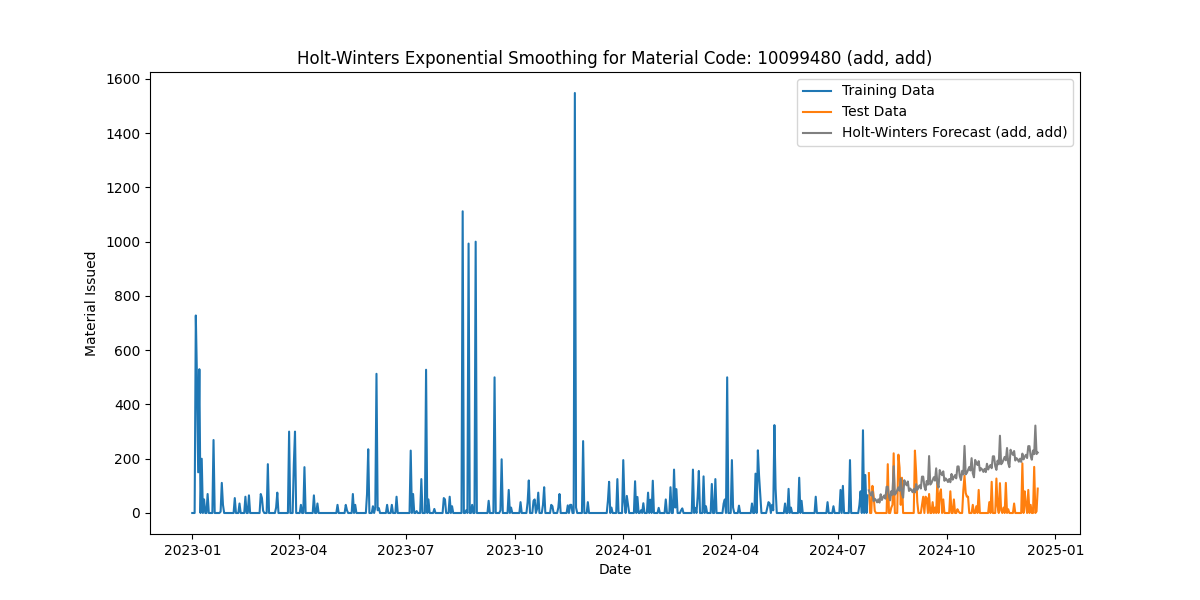 Holt-Winters Exponential Smoothing for Material Code: 10099480 (add, add)
Training Data
Test Data
Holt-Winters Forecast (add, add)
Material Issued
1600
1400
1200
1000
800
600
400
200
0
2023-01 2023-04 2023-07 2023-10 2024-01 2024-04 2024-07 2024-10 2025-01
Date